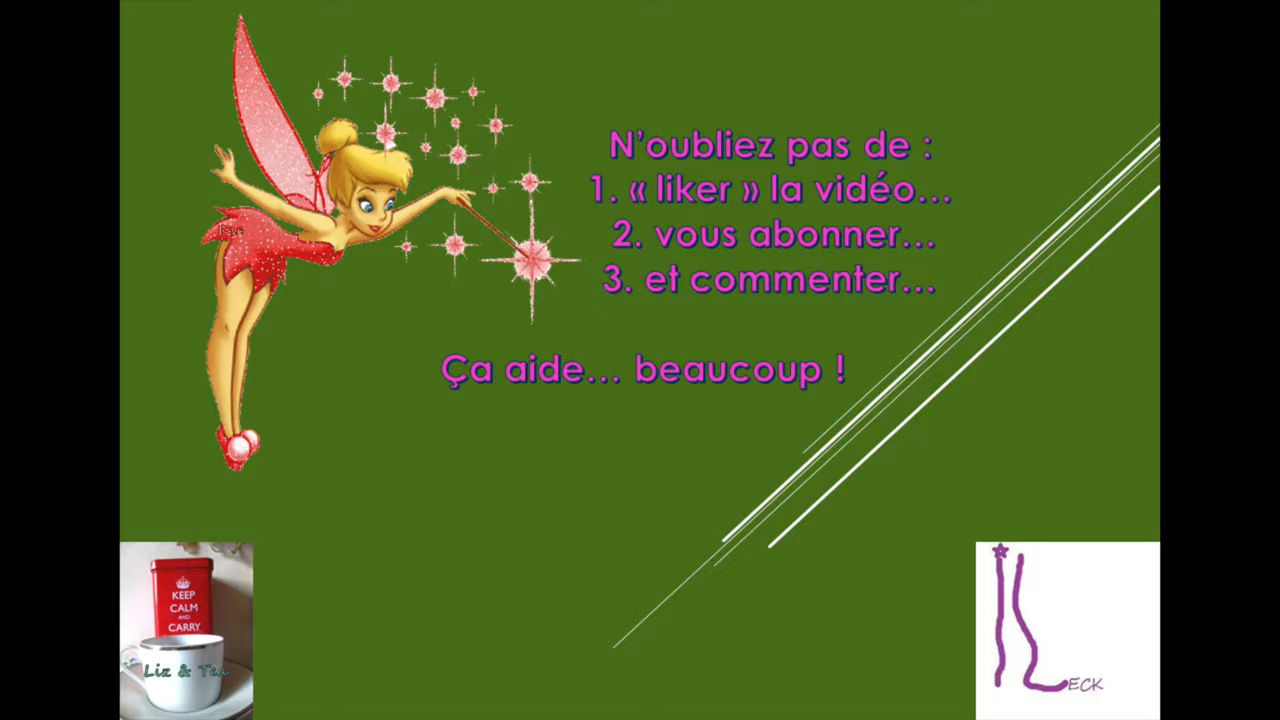 N'oubliez pas de :
1. « liker » la vidéo...
2. vous abonner...
3. et commenter...
Ça aide... beaucoup !
KEEP
CALM
AND
CARRY
Liz & Tea
ECK